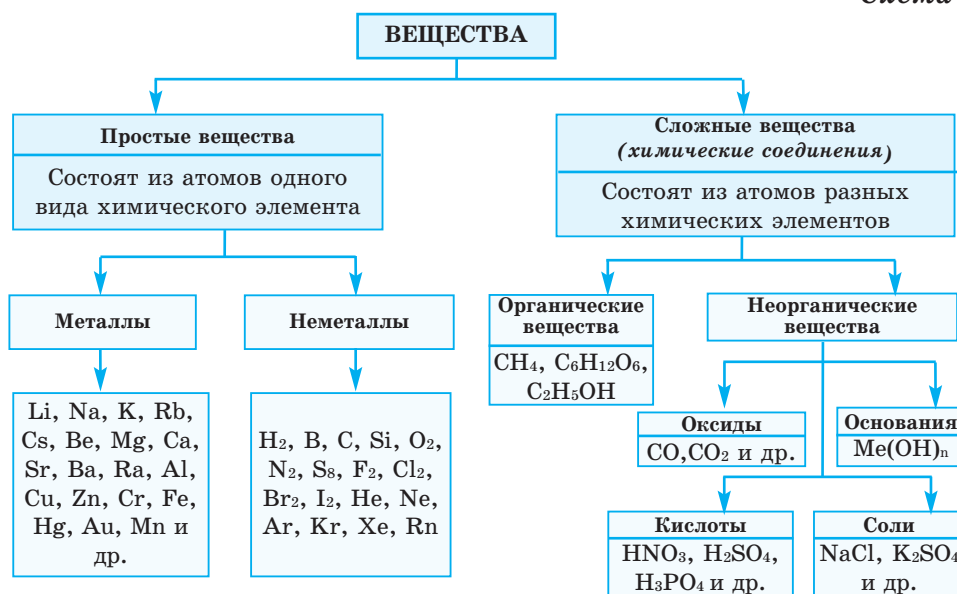 Систа
ВЕЩЕСТВА
Простые вещества
Состоят из атомов одного
вида химического элемента
Сложные вещества
(химические соединения)
Состоят из атомов разных
химических элементов
Металлы
Неметаллы
Органические
вещества
CH₄, C₆H₁₂O₆,
C₂H₅OH
Неорганические
вещества
Li, Na, K, Rb,
Cs, Be, Mg, Ca,
Sr, Ba, Ra, Al,
Cu, Zn, Cr, Fe,
Hg, Au, Mn и
др.
H₂, B, C, Si, O₂,
N₂, S₈, F₂, Cl₂,
Br₂, I₂, He, Ne,
Ar, Kr, Xe, Rn
Оксиды
CO,CO₂ и др.
Основания
Me(OH)ₙ
Кислоты
HNO₃, H₂SO₄,
H₃PO₄ и др.
Соли
NaCl, K₂SO₄
и др.